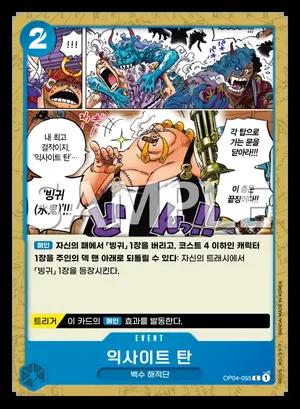 2
!!!
!!!
내 최고
걸작이지,
'익사이트 탄'…
'빙귀
(氷鬼)'!!!
각 탑으로
가는 문을
닫아라!!!
이 층은
끝장이다!!
SAMPLE
메인 자신의 패에서 「빙귀」 1장을 버리고, 코스트 4 이하인 캐릭터
1장을 주인의 덱 맨 아래로 되돌릴 수 있다: 자신의 트래시에서
「빙귀」 1장을 등장시킨다.
트리거 이 카드의 메인 효과를 발동한다.
EVENT
익사이트 탄
백수 해적단
OP04-055 C 1